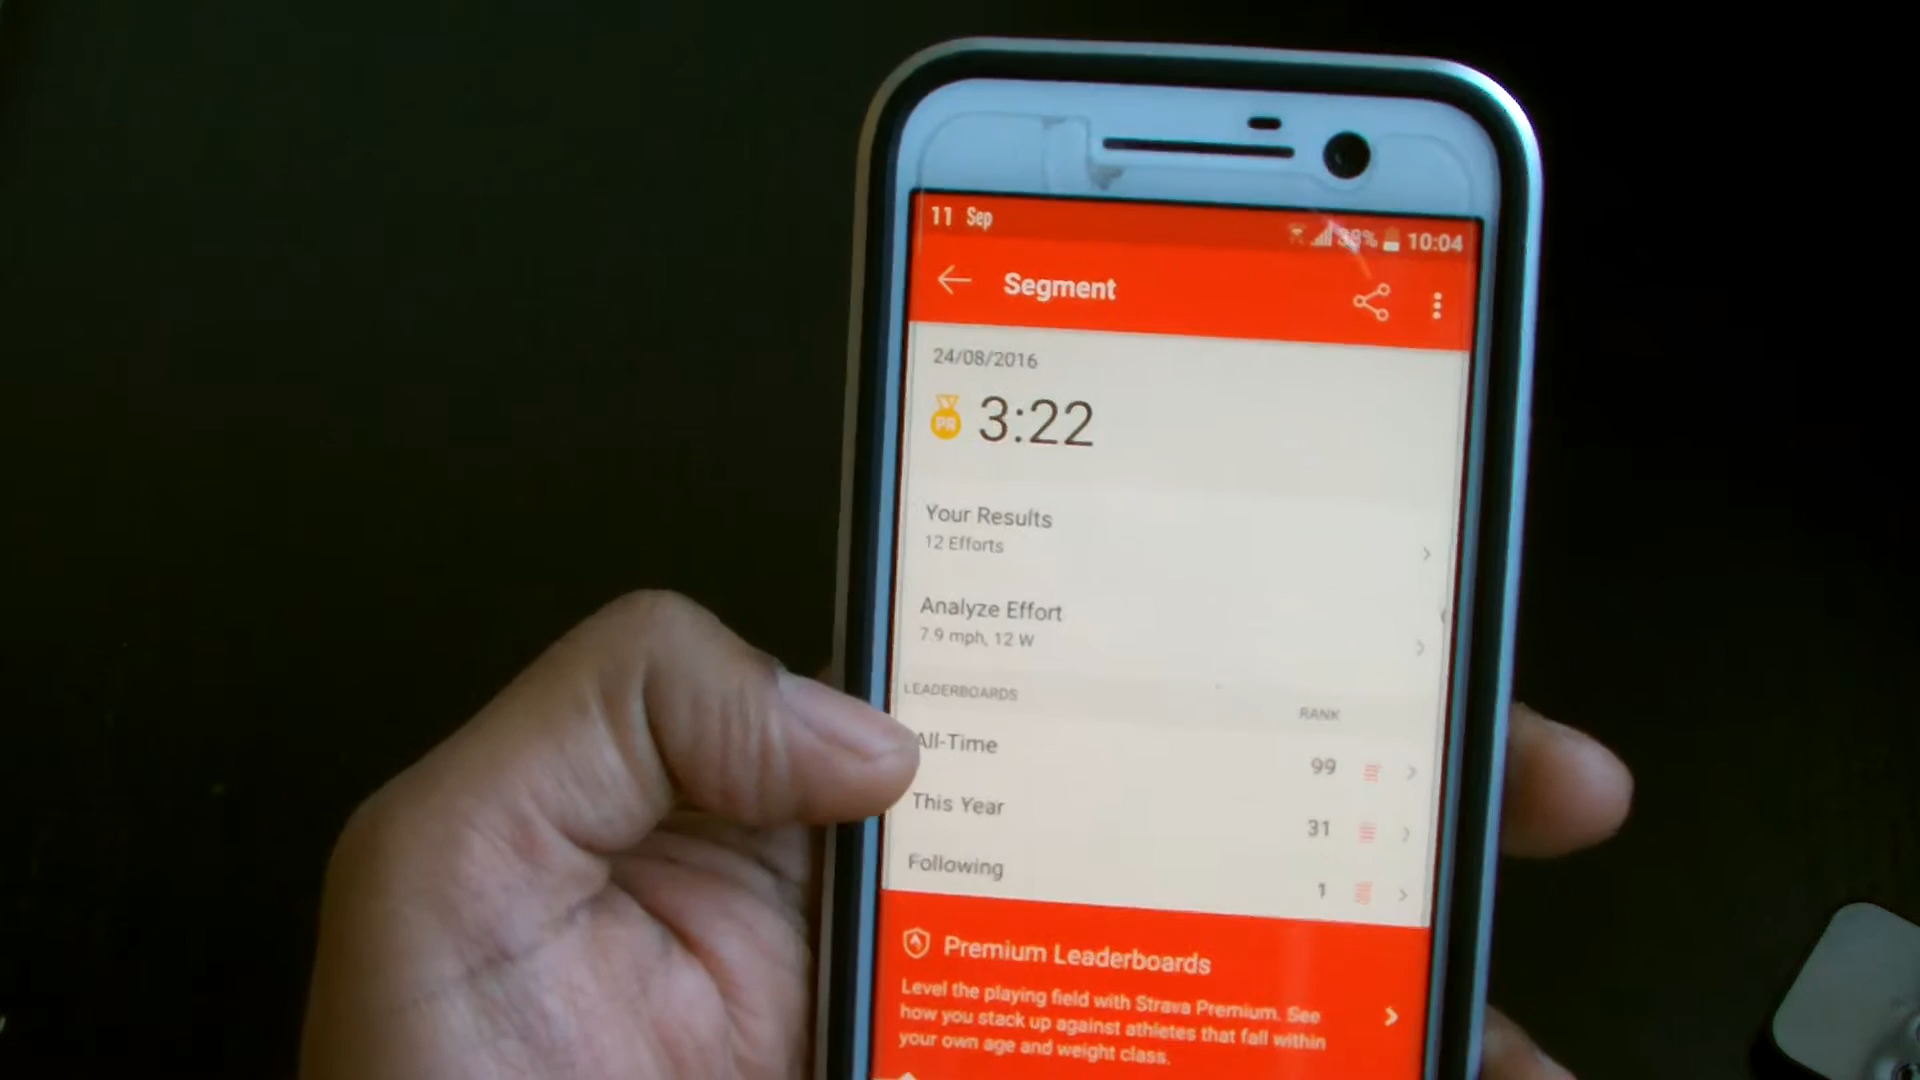 11 Sep 38% 10:04
Segment
24/08/2016
PR 3:22
Your Results
12 Efforts
Analyze Effort
7.9 mph, 12 W
LEADERBOARDS RANK
All-Time 99
This Year 31
Following 1
Premium Leaderboards
Level the playing field with Strava Premium. See
how you stack up against athletes that fall within
your own age and weight class.